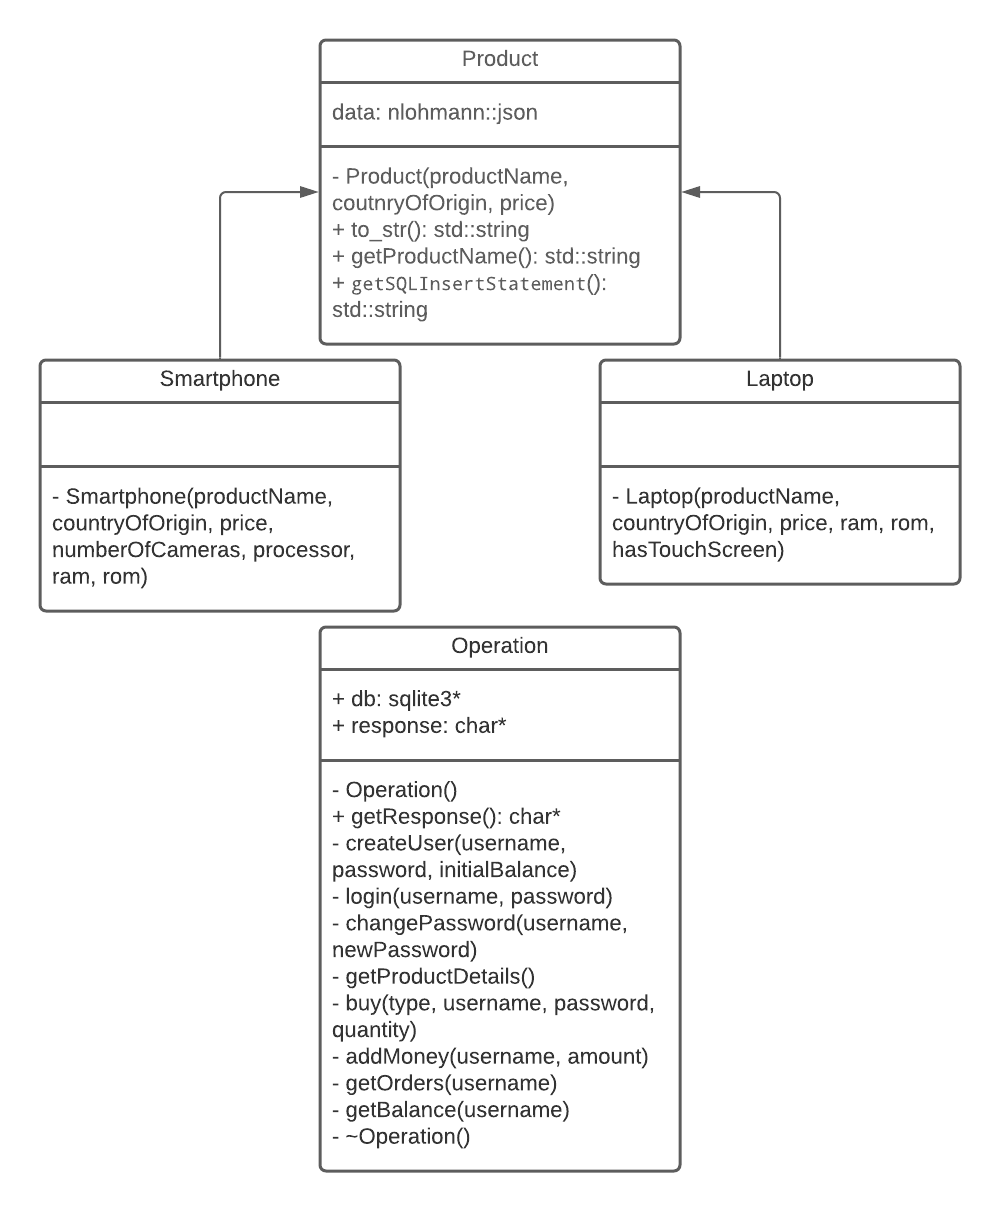 Product
data: nlohmann::json
- Product(productName,
coutnryOfOrigin, price)
+ to_str(): std::string
+ getProductName(): std::string
+ getSQLInsertStatement():
std::string
Smartphone
- Smartphone(productName,
countryOfOrigin, price,
numberOfCameras, processor,
ram, rom)
Laptop
- Laptop(productName,
countryOfOrigin, price, ram, rom,
hasTouchScreen)
Operation
+ db: sqlite3*
+ response: char*
- Operation()
+ getResponse(): char*
- createUser(username,
password, initialBalance)
- login(username, password)
- changePassword(username,
newPassword)
- getProductDetails()
- buy(type, username, password,
quantity)
- addMoney(username, amount)
- getOrders(username)
- getBalance(username)
- ~Operation()